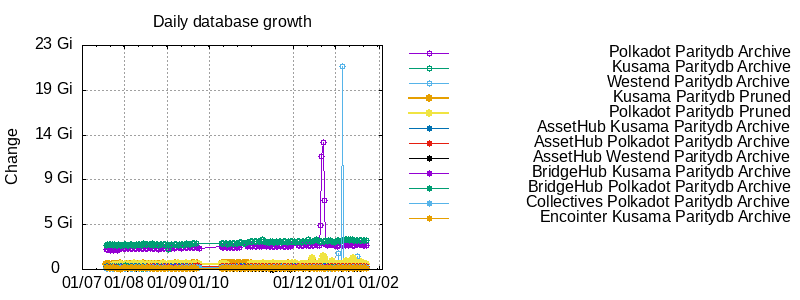 Daily database growth
23 Gi
19 Gi
14 Gi
9 Gi
5 Gi
0
Change
01/07 01/08 01/09 01/10 01/12 01/01 01/02
Polkadot Paritydb Archive
Kusama Paritydb Archive
Westend Paritydb Archive
Kusama Paritydb Pruned
Polkadot Paritydb Pruned
AssetHub Kusama Paritydb Archive
AssetHub Polkadot Paritydb Archive
AssetHub Westend Paritydb Archive
BridgeHub Kusama Paritydb Archive
BridgeHub Polkadot Paritydb Archive
Collectives Polkadot Paritydb Archive
Encointer Kusama Paritydb Archive